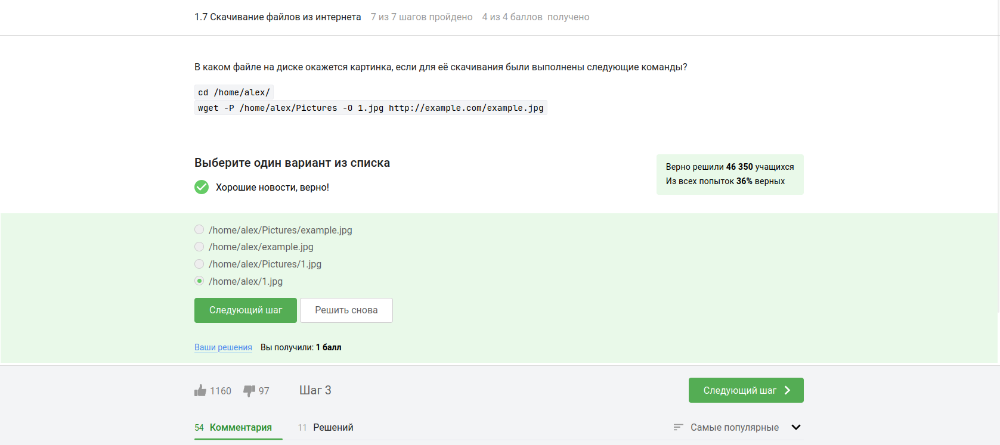 1.7 Скачивание файлов из интернета 7 из 7 шагов пройдено 4 из 4 баллов получено
В каком файле на диске окажется картинка, если для её скачивания были выполнены следующие команды?
cd /home/alex/
wget -P /home/alex/Pictures -O 1.jpg http://example.com/example.jpg
Выберите один вариант из списка
Хорошие новости, верно!
Верно решили 46 350 учащихся
Из всех попыток 36% верных
/home/alex/Pictures/example.jpg
/home/alex/example.jpg
/home/alex/Pictures/1.jpg
/home/alex/1.jpg
Следующий шаг Решить снова
Ваши решения Вы получили: 1 балл
1160 97 Шаг 3 Следующий шаг
54 Комментария 11 Решений Самые популярные